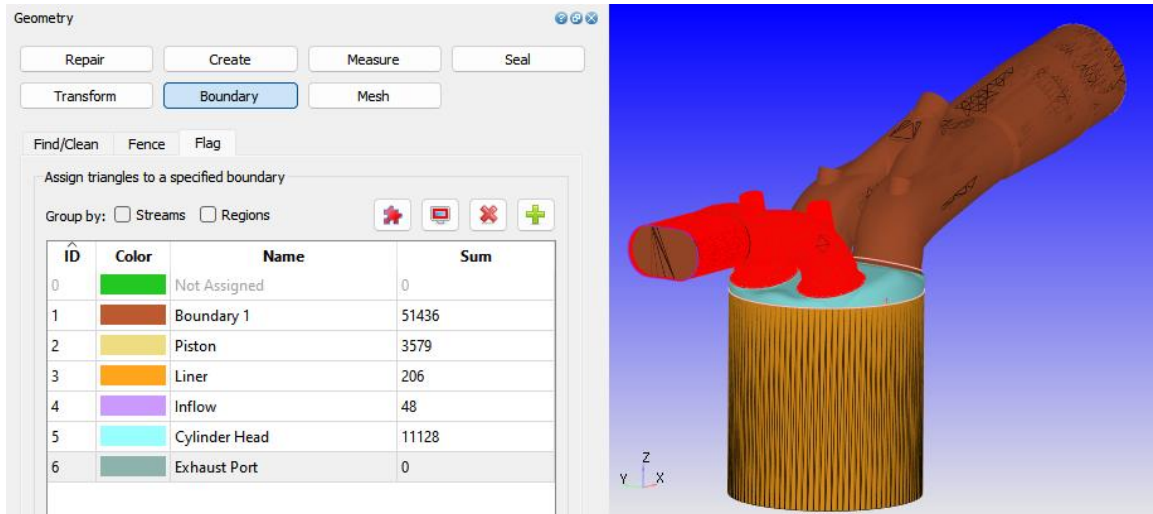 Geometry
Repair Create Measure Seal
Transform Boundary Mesh
Find/Clean Fence Flag
Assign triangles to a specified boundary
Group by: Streams Regions
ID Color Name Sum
0 Not Assigned 0
1 Boundary 1 51436
2 Piston 3579
3 Liner 206
4 Inflow 48
5 Cylinder Head 11128
6 Exhaust Port 0
Z
Y X